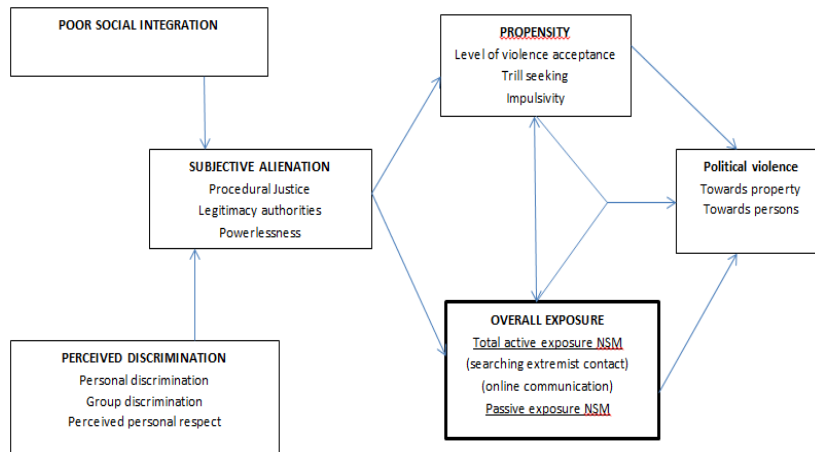 POOR SOCIAL INTEGRATION
PROPENSITY
Level of violence acceptance
Trill seeking
Impulsivity
SUBJECTIVE ALIENATION
Procedural Justice
Legitimacy authorities
Powerlessness
Political violence
Towards property
Towards persons
PERCEIVED DISCRIMINATION
Personal discrimination
Group discrimination
Perceived personal respect
OVERALL EXPOSURE
Total active exposure NSM
(searching extremist contact)
(online communication)
Passive exposure NSM